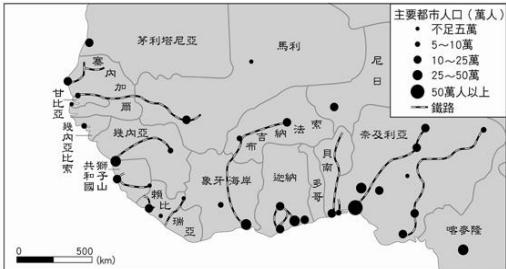 主要都市人口(萬人)
不足五萬
5~10萬
10~25萬
25~50萬
50萬人以上
鐵路
茅利塔尼亞
馬利
尼日
塞內加爾
甘比亞
幾內亞比索
幾內亞
獅子山
共和國
賴比瑞亞
象牙海岸
布吉納法索
迦納
多哥
貝南
奈及利亞
喀麥隆
0 500
(km)